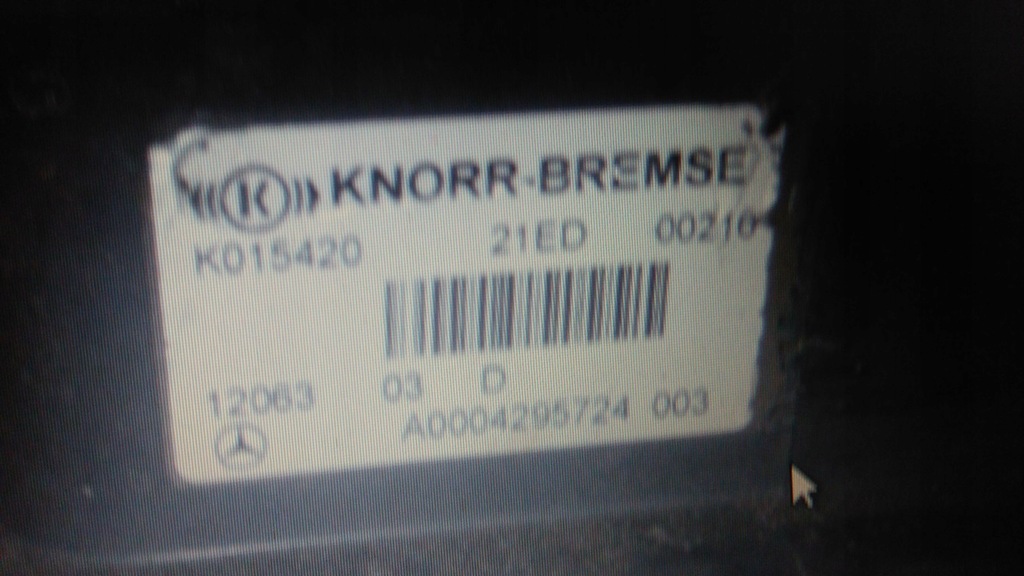 K KNORR-BREMSE
K015420 21ED 00210
12063 03 D
A0004295724 003